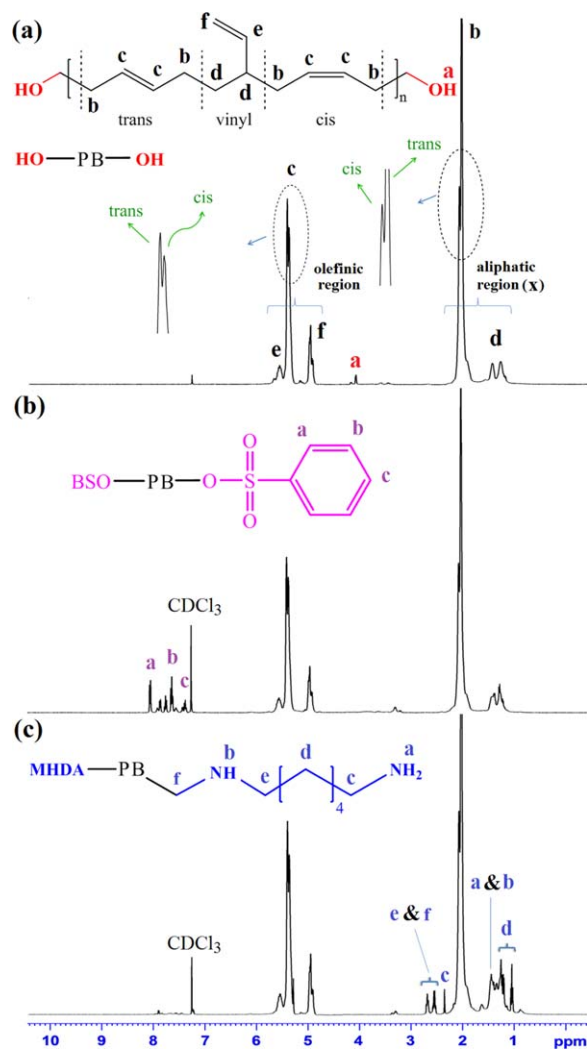 (a)
f
e
b
c
b
d
c
c
a
HO
b
c
d
b
b
n
OH
trans
vinyl
cis
HO
PB
OH
trans
cis
c
cis
trans
olefinic
region
aliphatic
region (x)
e
f
a
d
(b)
BSO
PB
O
S
O
O
a
b
c
CDCl3
a
b
c
(c)
MHDA
PB
f
b
NH
e
d
4
c
a
NH2
CDCl3
e & f
c
a & b
d
10 9 8 7 6 5 4 3 2 1 ppm